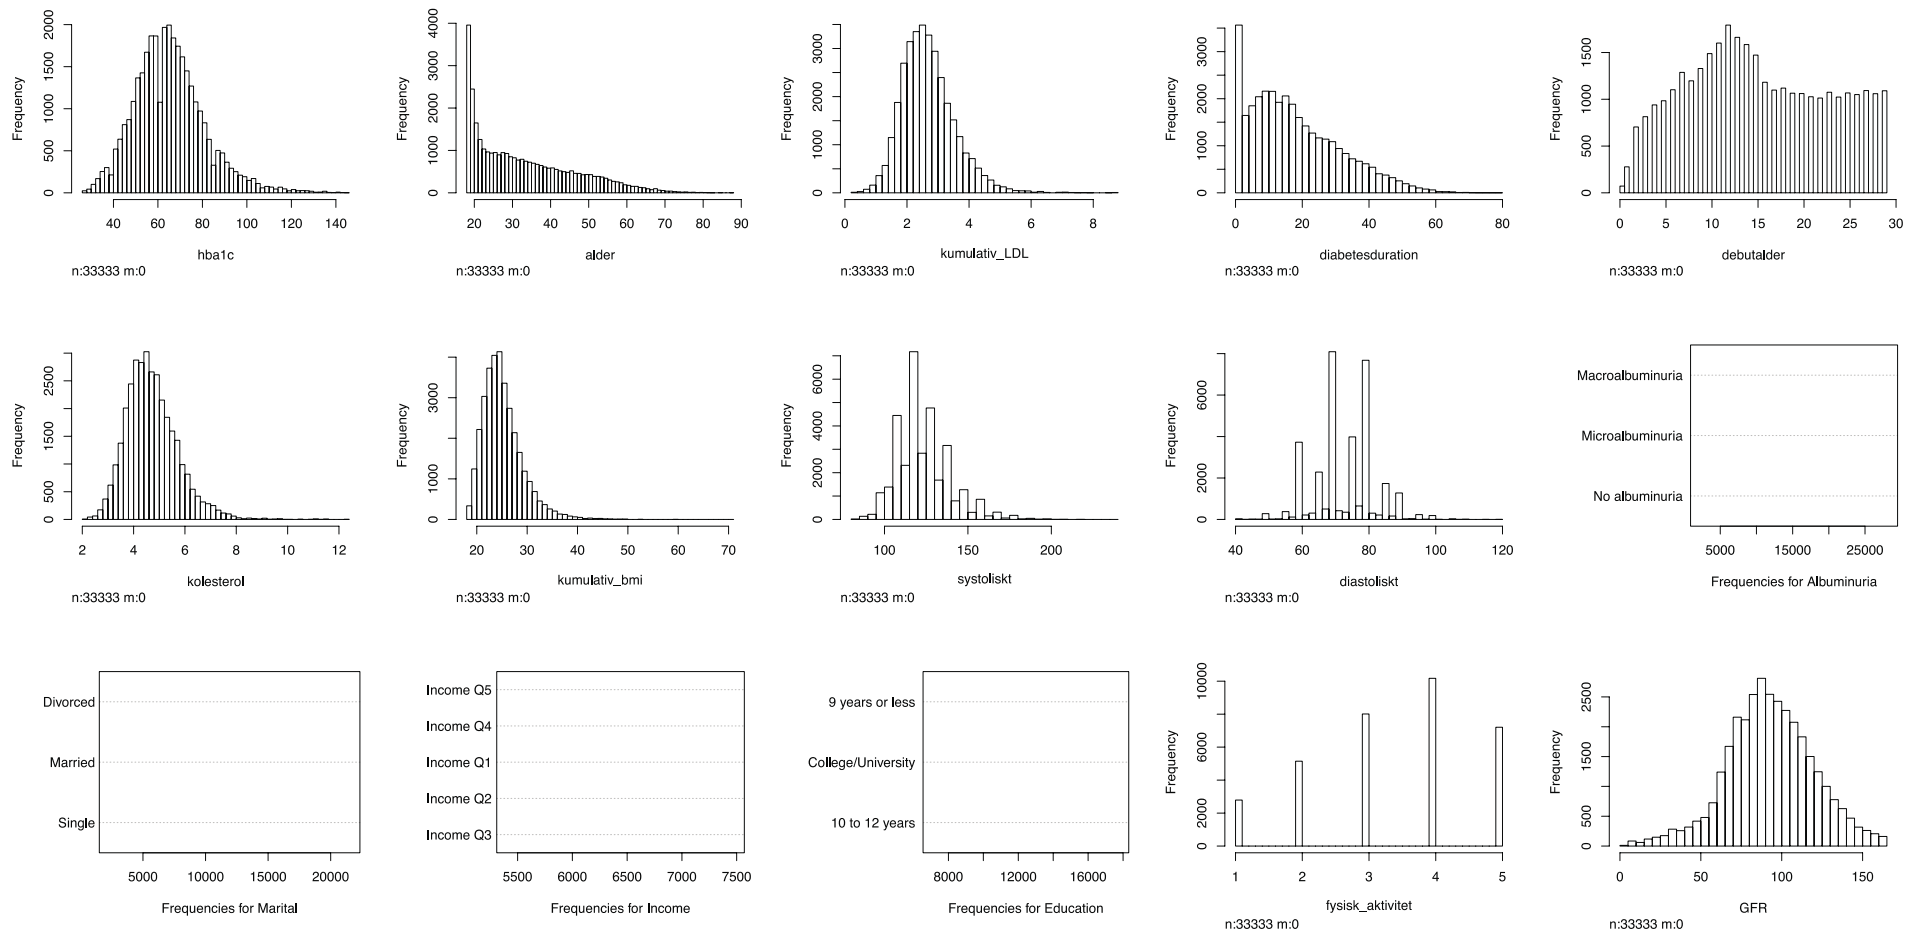 Frequency
0 500 1000 1500 2000
40 60 80 100 120 140
hba1c
n:33333 m:0
Frequency
0 1000 2000 3000 4000
20 30 40 50 60 70 80 90
alder
n:33333 m:0
Frequency
0 1000 3000
0 2 4 6 8
kumulativ_LDL
n:33333 m:0
Frequency
0 1000 2000 3000
0 20 40 60 80
diabetesduration
n:33333 m:0
Frequency
0 500 1000 1500
0 5 10 15 20 25 30
debutalder
n:33333 m:0
Frequency
0 500 1500 2500
2 4 6 8 10 12
kolesterol
n:33333 m:0
Frequency
0 1000 3000
20 30 40 50 60 70
kumulativ_bmi
n:33333 m:0
Frequency
0 2000 4000 6000
100 150 200
systoliskt
n:33333 m:0
Frequency
0 2000 6000
40 60 80 100 120
diastoliskt
n:33333 m:0
Macroalbuminuria
Microalbuminuria
No albuminuria
5000 15000 25000
Frequencies for Albuminuria
Divorced
Married
Single
5000 10000 15000 20000
Frequencies for Marital
Income Q5
Income Q4
Income Q1
Income Q2
Income Q3
5500 6000 6500 7000 7500
Frequencies for Income
9 years or less
College/University
10 to 12 years
8000 12000 16000
Frequencies for Education
Frequency
0 2000 6000 10000
1 2 3 4 5
fysisk_aktivitet
n:33333 m:0
Frequency
0 500 1500 2500
0 50 100 150
GFR
n:33333 m:0